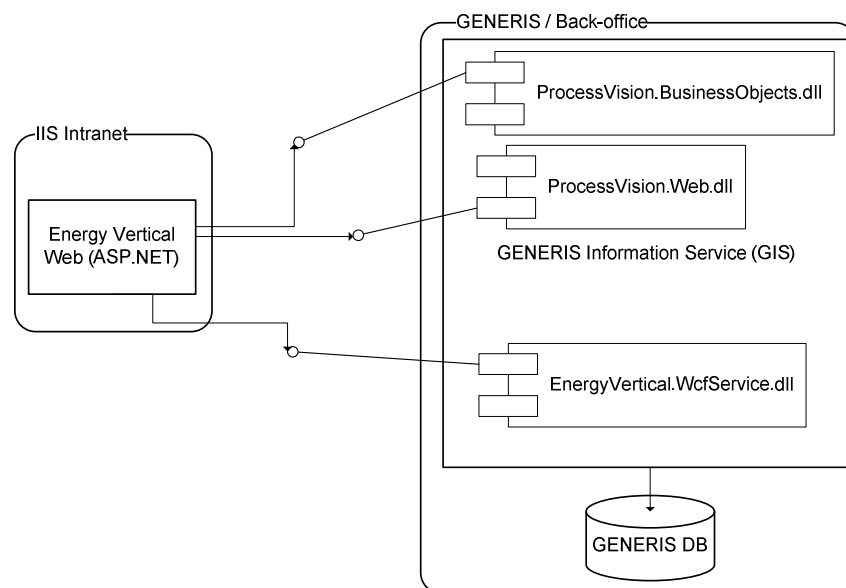 GENERIS / Back-office
ProcessVision.BusinessObjects.dll
IIS Intranet
ProcessVision.Web.dll
Energy Vertical
Web (ASP.NET)
GENERIS Information Service (GIS)
EnergyVertical.WcfService.dll
GENERIS DB